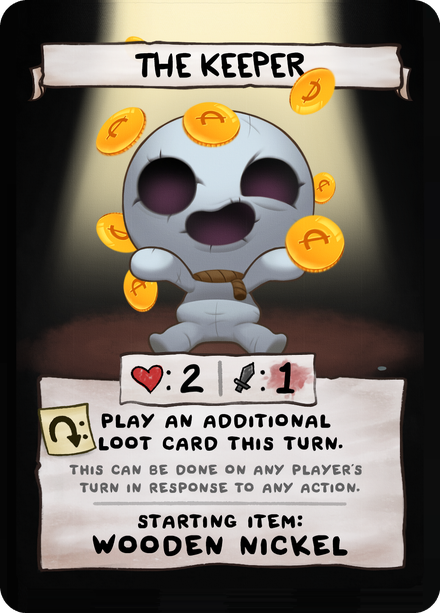 THE KEEPER
2
1
PLAY AN ADDITIONAL
LOOT CARD THIS TURN.
THIS CAN BE DONE ON ANY PLAYER'S
TURN IN RESPONSE TO ANY ACTION.
STARTING ITEM:
WOODEN NICKEL